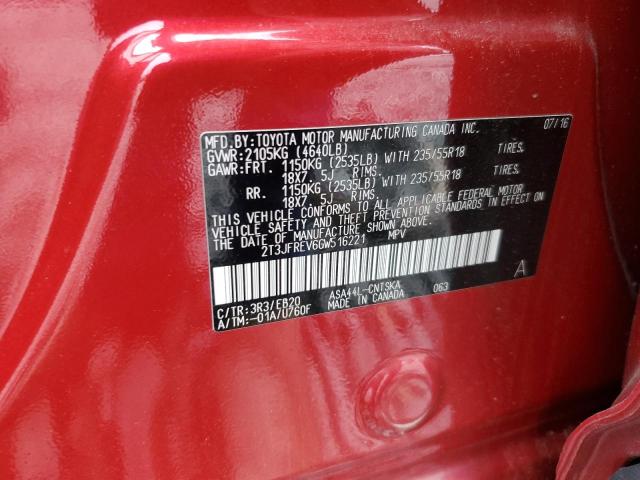 MFD.BY:TOYOTA MOTOR MANUFACTURING CANADA INC. 07/16
GVWR:2105KG (4640LB)
GAWR:FRT. 1150KG (2535LB) WITH 235/55R18 TIRES.
18X7. 5J RIMS.
RR. 1150KG (2535LB) WITH 235/55R18 TIRES.
18X7. 5J RIMS.
THIS VEHICLE CONFORMS TO ALL APPLICABLE FEDERAL MOTOR
VEHICLE SAFETY AND THEFT PREVENTION STANDARDS IN EFFECT
ON THE DATE OF MANUFACTURE SHOWN ABOVE.
2T3JFREV6GW516221 MPV
A
C/TR:3R3/EB20 ASA44L-CNTSKA 063
A/TM:-01A/U760F MADE IN CANADA